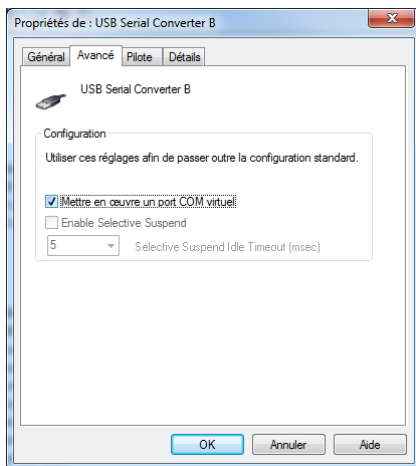 Propriétés de : USB Serial Converter B
Général Avancé Pilote Détails
USB Serial Converter B
Configuration
Utiliser ces réglages afin de passer outre la configuration standard.
Mettre en œuvre un port COM virtuel
Enable Selective Suspend
5 Selective Suspend Idle Timeout (msec)
OK Annuler Aide